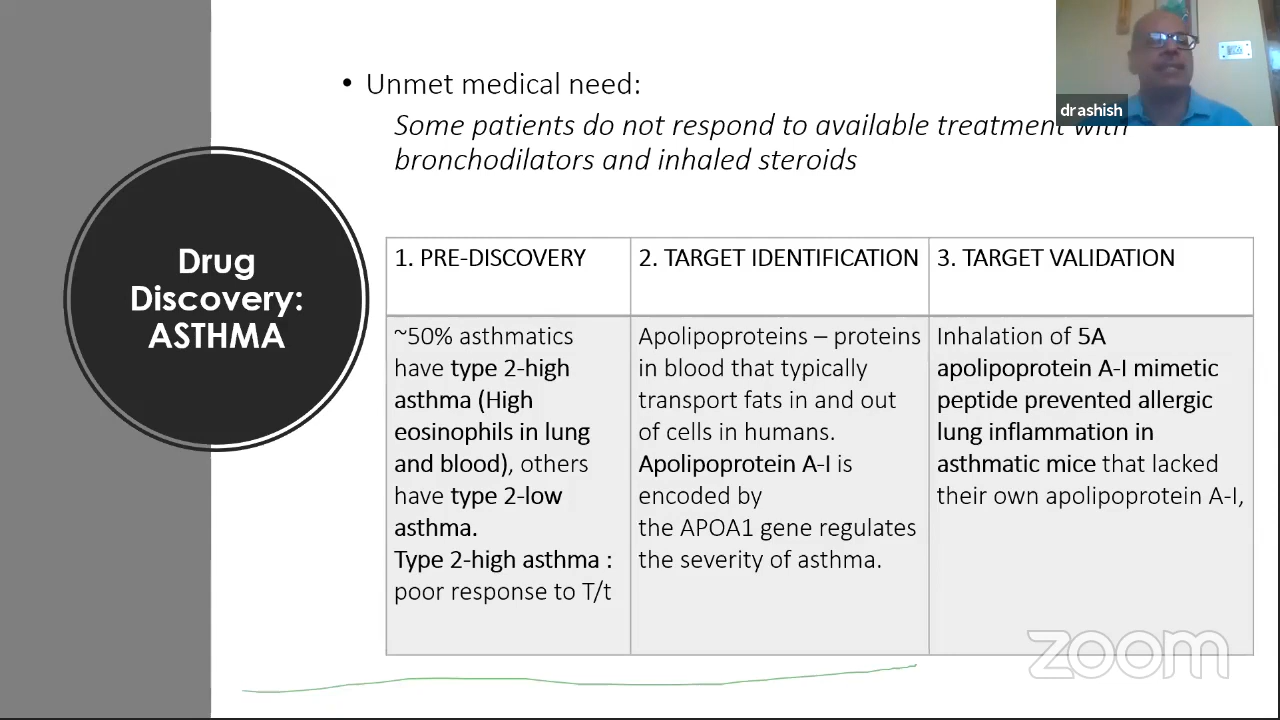 • Unmet medical need:
Some patients do not respond to available treatment with
bronchodilators and inhaled steroids
drashish
Drug
Discovery:
ASTHMA
1. PRE-DISCOVERY
2. TARGET IDENTIFICATION
3. TARGET VALIDATION
~50% asthmatics
have type 2-high
asthma (High
eosinophils in lung
and blood), others
have type 2-low
asthma.
Type 2-high asthma :
poor response to T/t
Apolipoproteins – proteins
in blood that typically
transport fats in and out
of cells in humans.
Apolipoprotein A-I is
encoded by
the APOA1 gene regulates
the severity of asthma.
Inhalation of 5A
apolipoprotein A-I mimetic
peptide prevented allergic
lung inflammation in
asthmatic mice that lacked
their own apolipoprotein A-I,
zoom